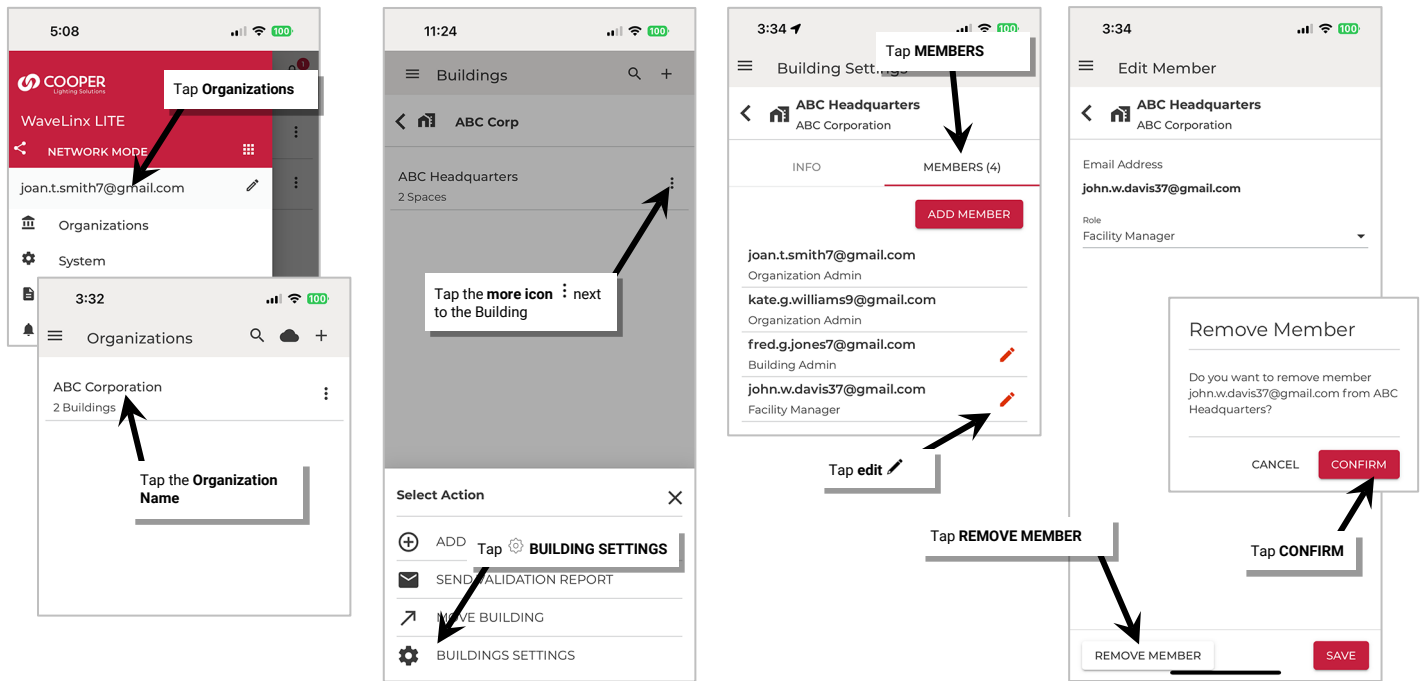 5:08
100
1
COOPER
Lighting Solutions
Tap Organizations
WaveLinx LITE
NETWORK MODE
joan.t.smith7@gmail.com
Organizations
System
3:32
100
Organizations
ABC Corporation
2 Buildings
Tap the Organization
Name
11:24
100
Buildings
ABC Corp
ABC Headquarters
2 Spaces
Tap the more icon ⋮ next
to the Building
Select Action
ADD
Tap BUILDING SETTINGS
SEND VALIDATION REPORT
MOVE BUILDING
BUILDINGS SETTINGS
3:34
100
Tap MEMBERS
Building Settings
ABC Headquarters
ABC Corporation
INFO
MEMBERS (4)
ADD MEMBER
joan.t.smith7@gmail.com
Organization Admin
kate.g.williams9@gmail.com
Organization Admin
fred.g.jones7@gmail.com
Building Admin
john.w.davis37@gmail.com
Facility Manager
Tap edit
3:34
100
Edit Member
ABC Headquarters
ABC Corporation
Email Address
john.w.davis37@gmail.com
Role
Facility Manager
Remove Member
Do you want to remove member
john.w.davis37@gmail.com from ABC
Headquarters?
CANCEL
CONFIRM
Tap REMOVE MEMBER
Tap CONFIRM
REMOVE MEMBER
SAVE